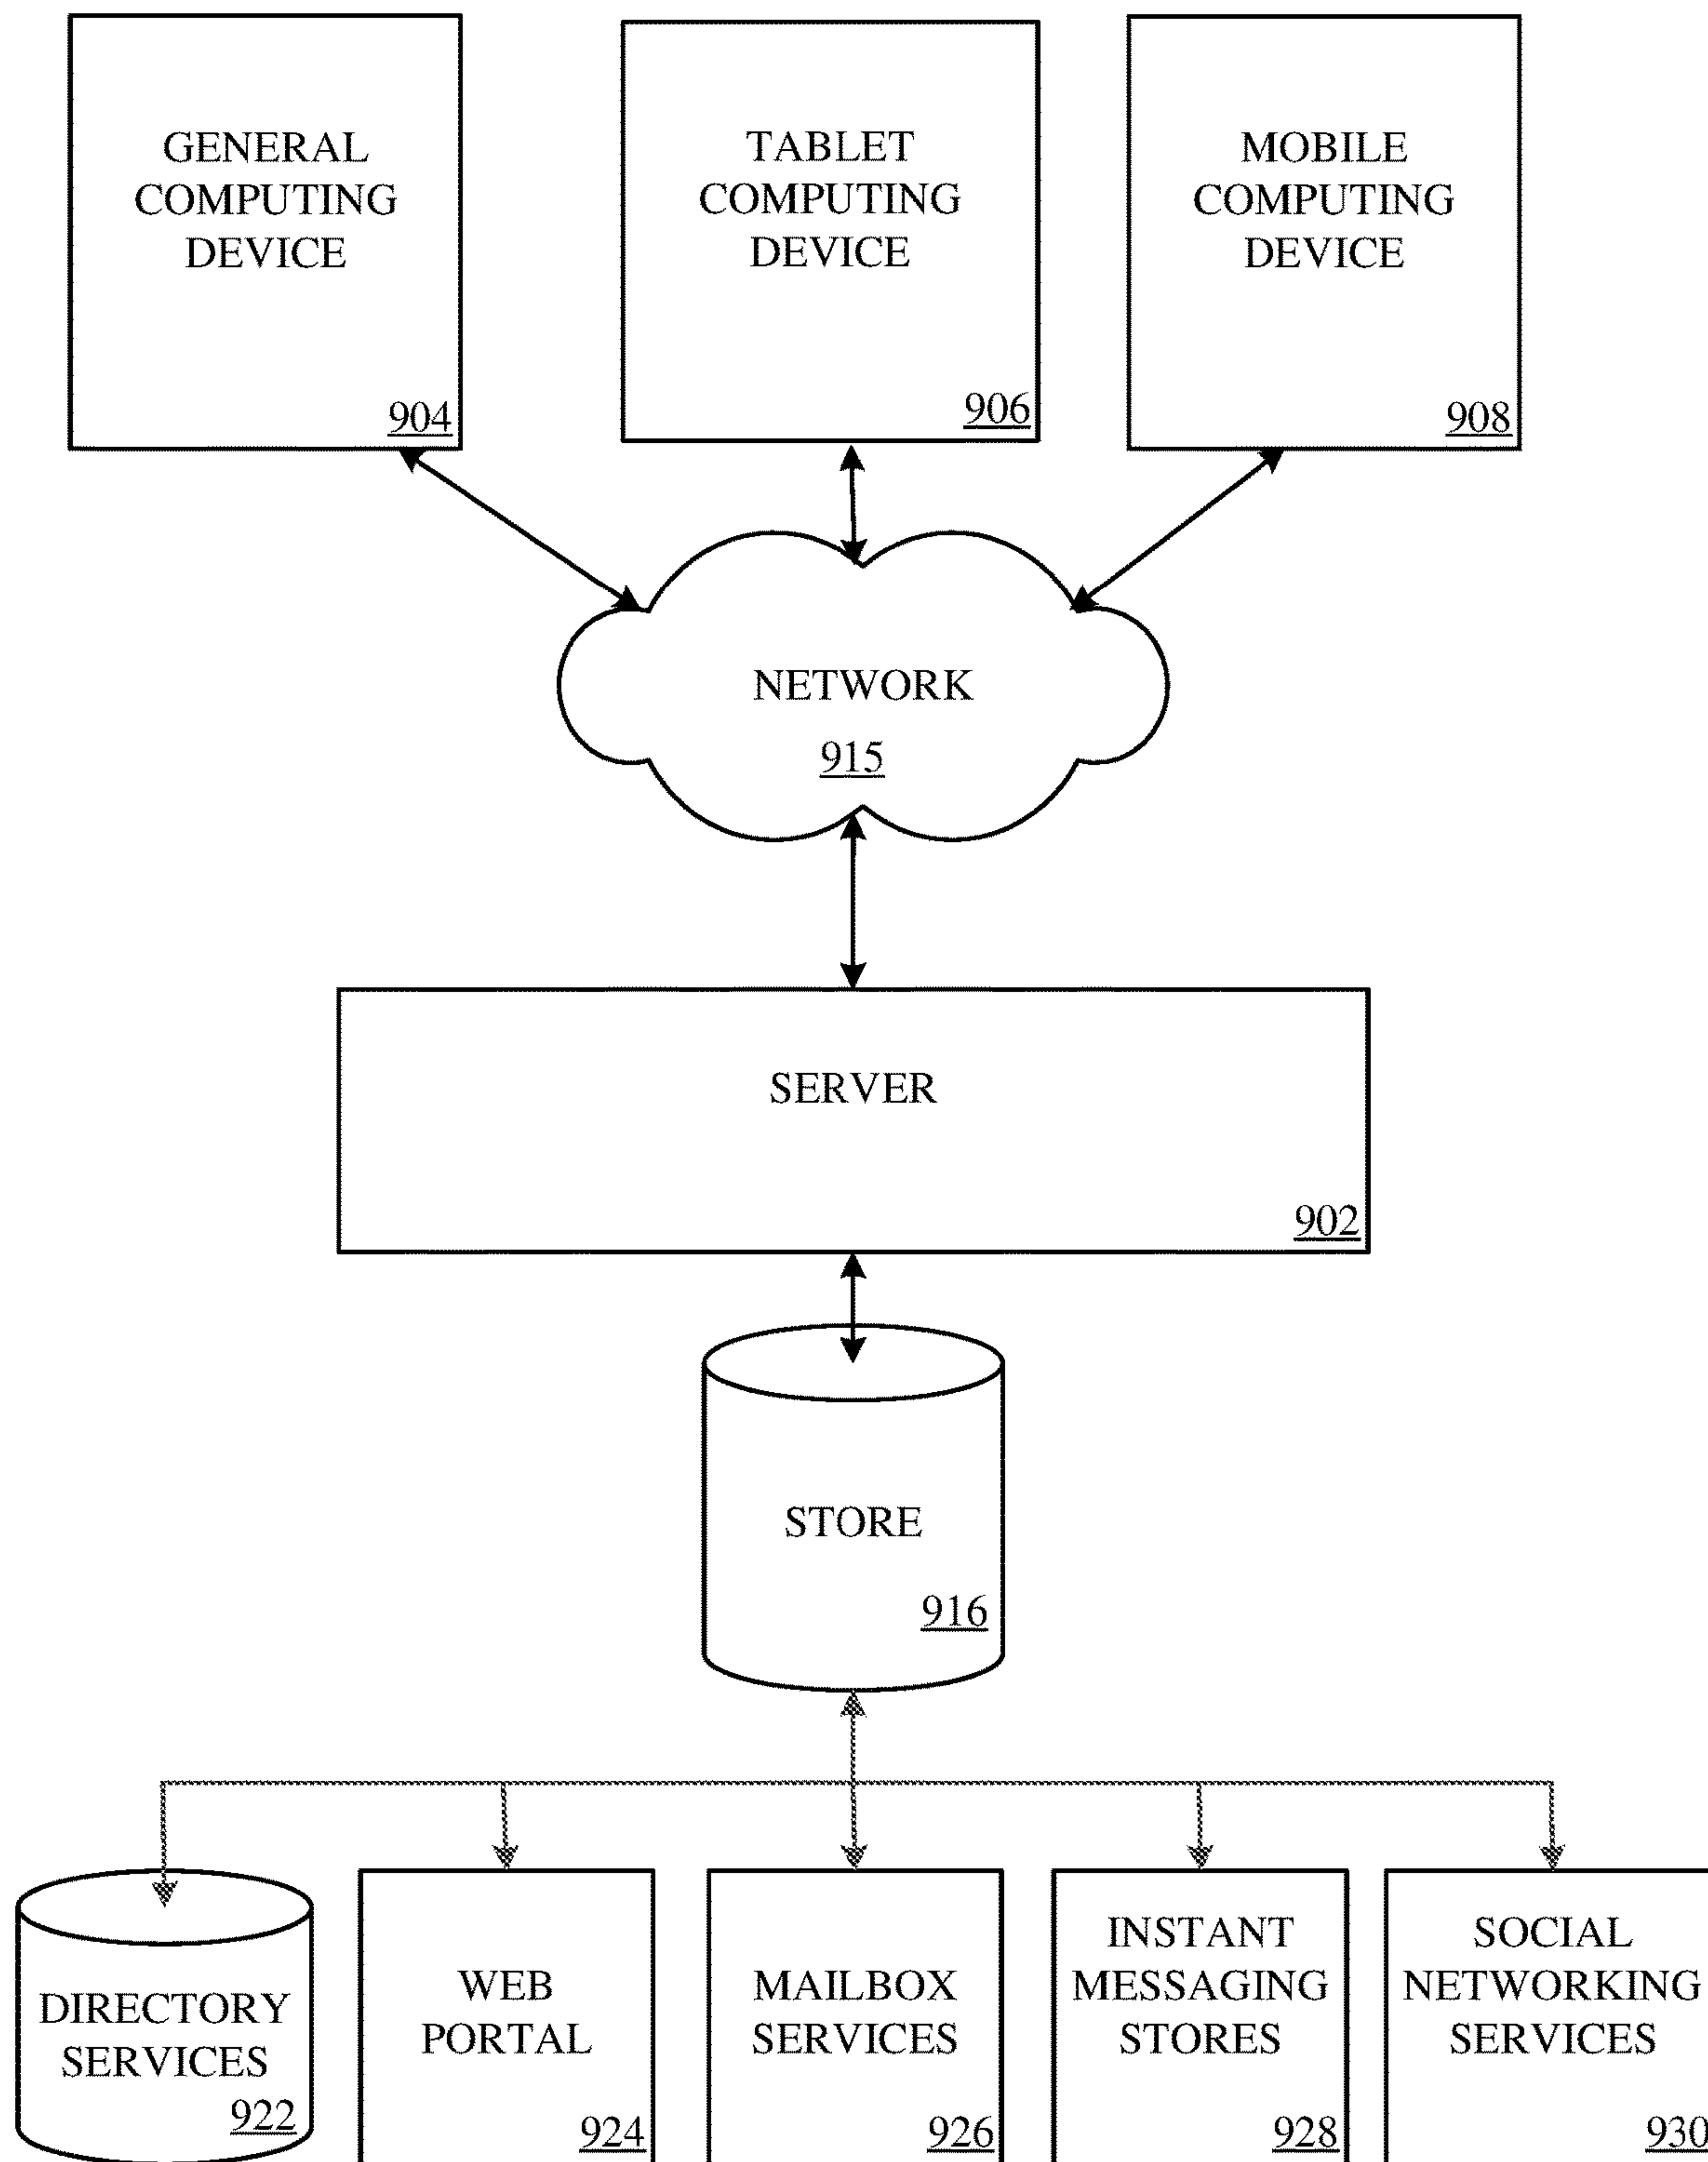 GENERAL
COMPUTING
DEVICE
904
TABLET
COMPUTING
DEVICE
906
MOBILE
COMPUTING
DEVICE
908
NETWORK
915
SERVER
902
STORE
916
DIRECTORY
SERVICES
922
WEB
PORTAL
924
MAILBOX
SERVICES
926
INSTANT
MESSAGING
STORES
928
SOCIAL
NETWORKING
SERVICES
930